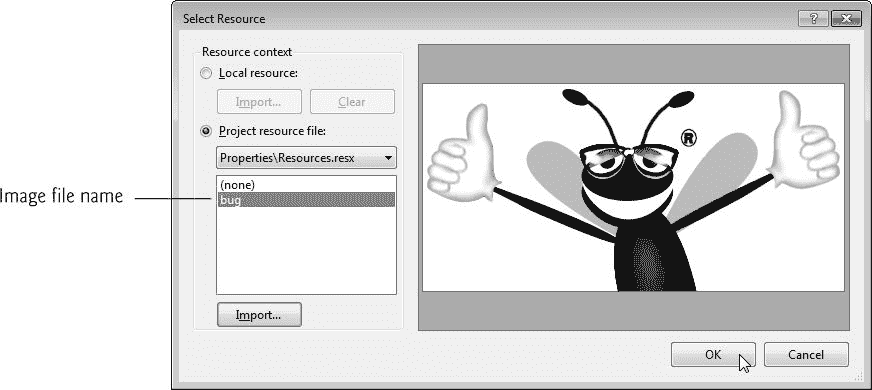 Select Resource
Resource context
Local resource:
Import...
Clear
Project resource file:
Properties\Resources.resx
Image file name
(none)
bug
Import...
®
OK
Cancel